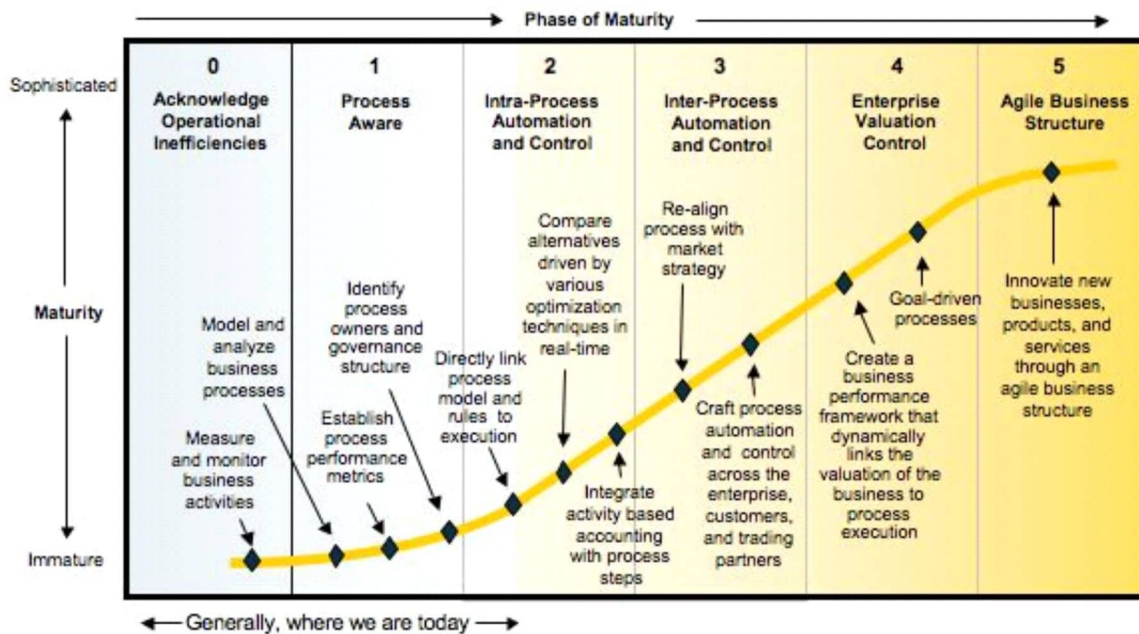 Phase of Maturity
Sophisticated
Maturity
Immature
0
Acknowledge
Operational
Inefficiencies
1
Process
Aware
2
Intra-Process
Automation
and Control
3
Inter-Process
Automation
and Control
4
Enterprise
Valuation
Control
5
Agile Business
Structure
Measure
and monitor
business
activities
Model and
analyze
business
processes
Establish
process
performance
metrics
Identify
process
owners and
governance
structure
Directly link
process
model and
rules to
execution
Compare
alternatives
driven by
various
optimization
techniques in
real-time
Integrate
activity based
accounting
with process
steps
Re-align
process with
market
strategy
Craft process
automation
and control
across the
enterprise,
customers,
and trading
partners
Create a
business
performance
framework that
dynamically
links the
valuation of the
business to
process
execution
Goal-driven
processes
Innovate new
businesses,
products, and
services
through an
agile business
structure
Generally, where we are today